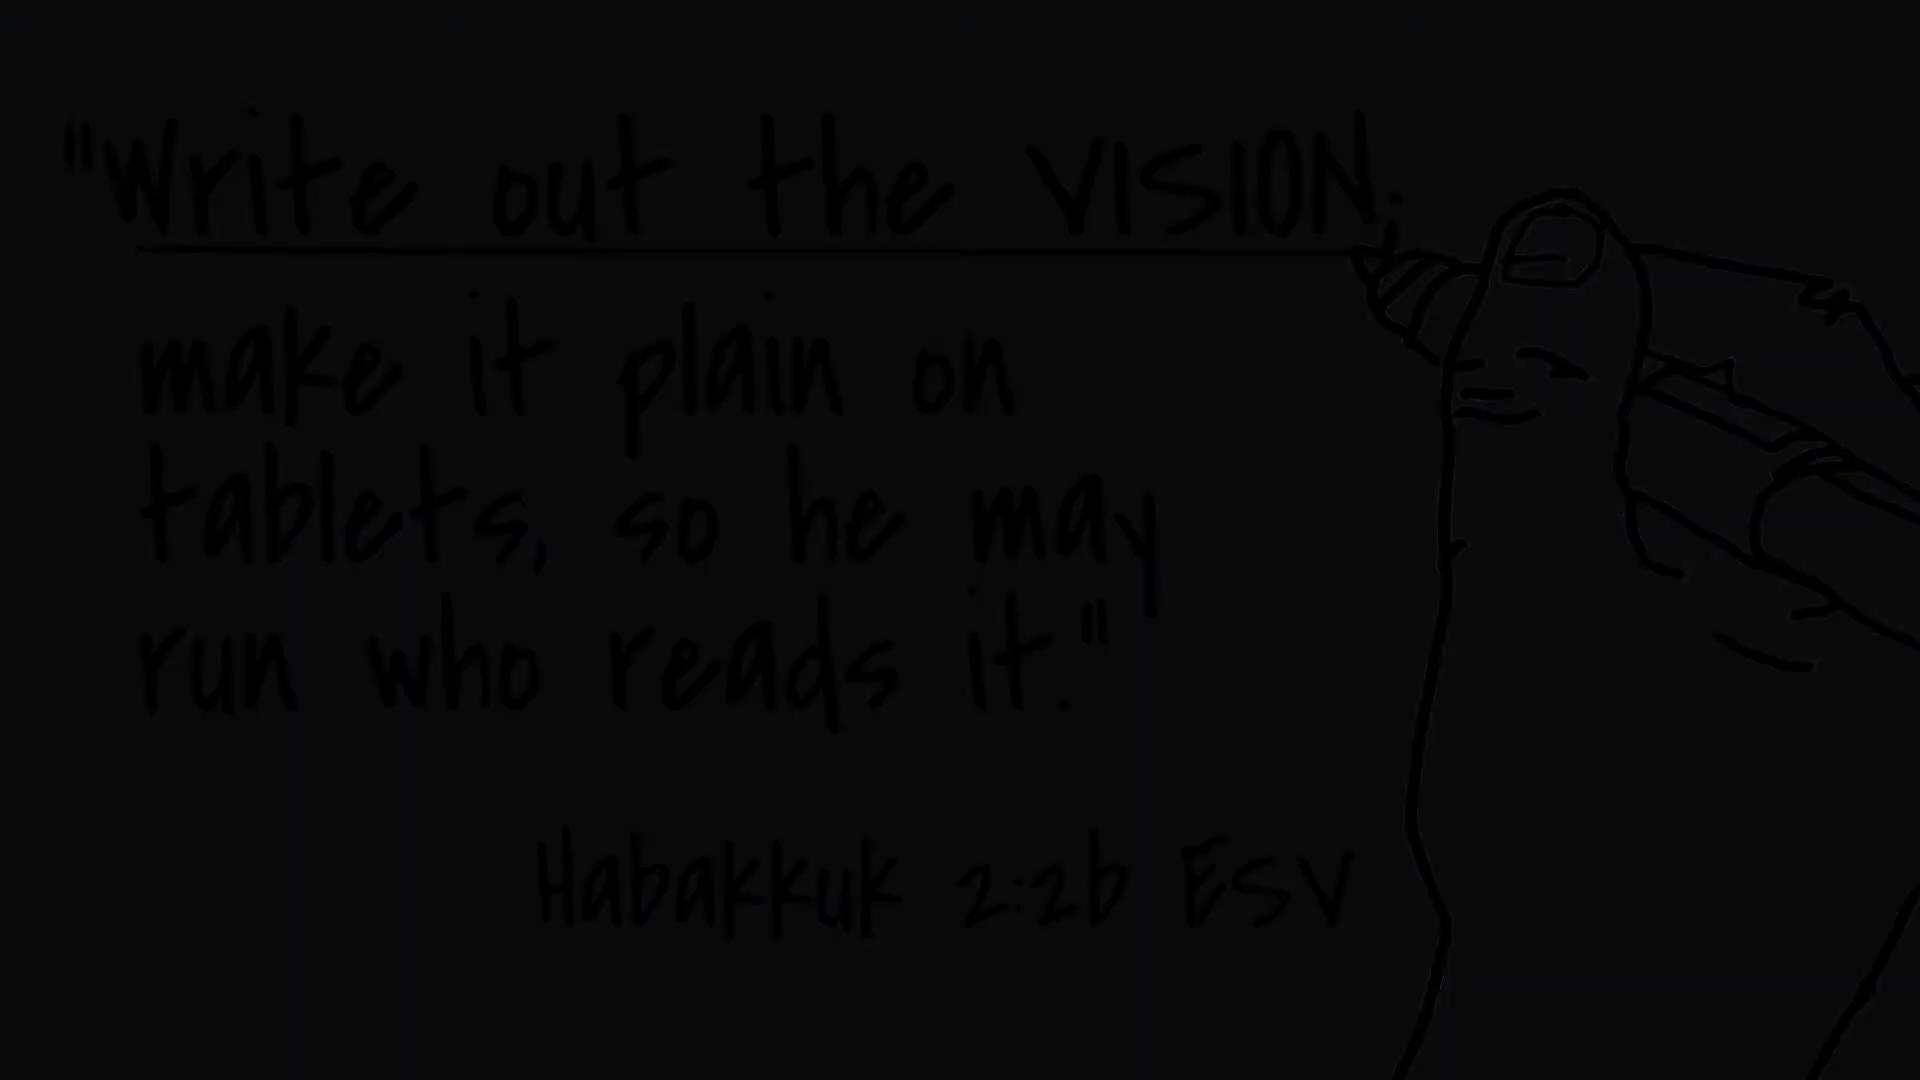 "Write out the VISION;
make it plain on
tablets, so he may
run who reads it."
Habakkuk 2:2b ESV